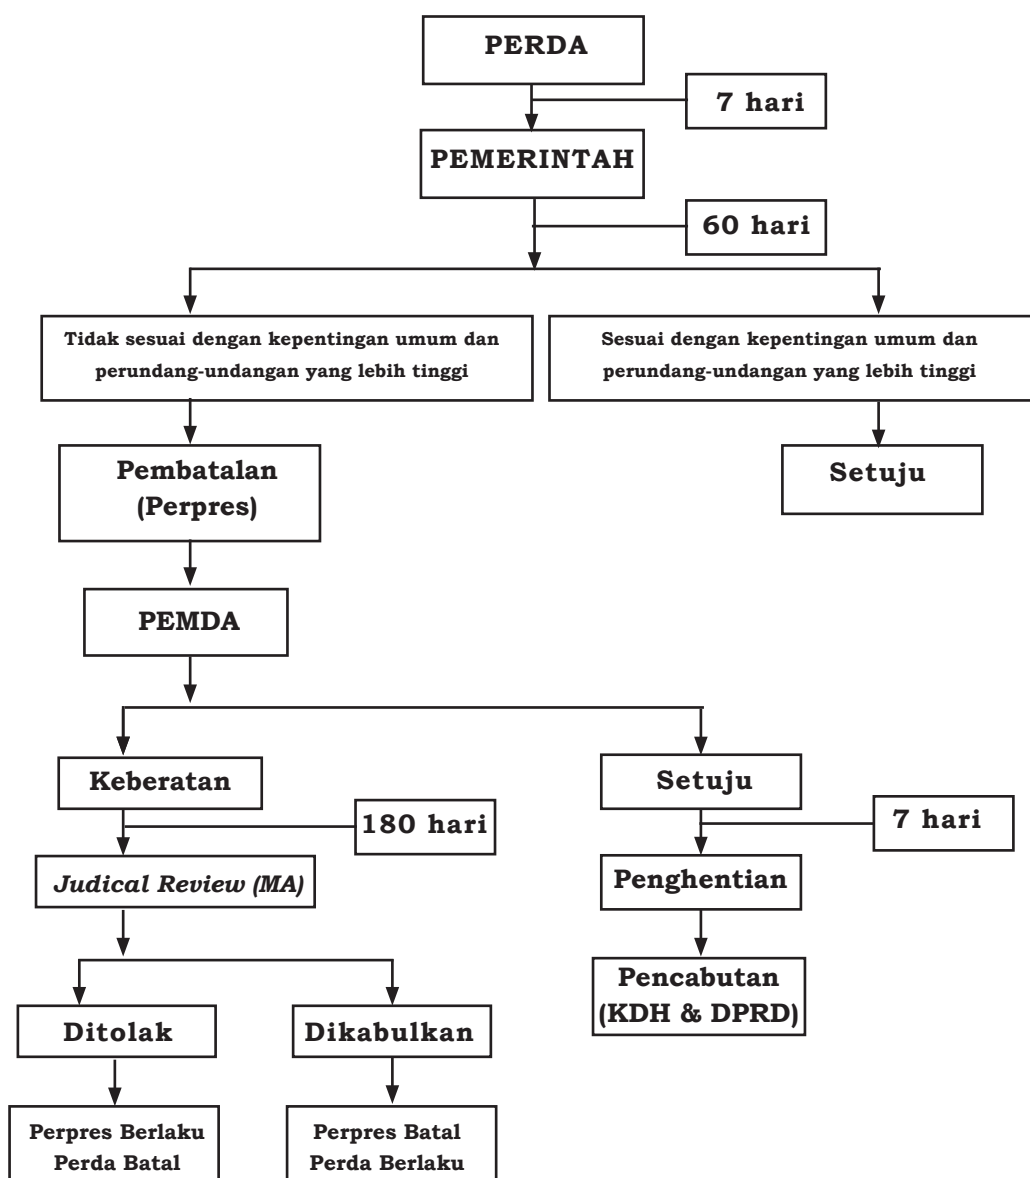 PERDA
7 hari
PEMERINTAH
60 hari
Tidak sesuai dengan kepentingan umum dan
perundang-undangan yang lebih tinggi
Sesuai dengan kepentingan umum dan
perundang-undangan yang lebih tinggi
Pembatalan
(Perpres)
Setuju
PEMDA
Keberatan
Setuju
180 hari
7 hari
Judical Review (MA)
Penghentian
Pencabutan
(KDH & DPRD)
Ditolak
Dikabulkan
Perpres Berlaku
Perda Batal
Perpres Batal
Perda Berlaku